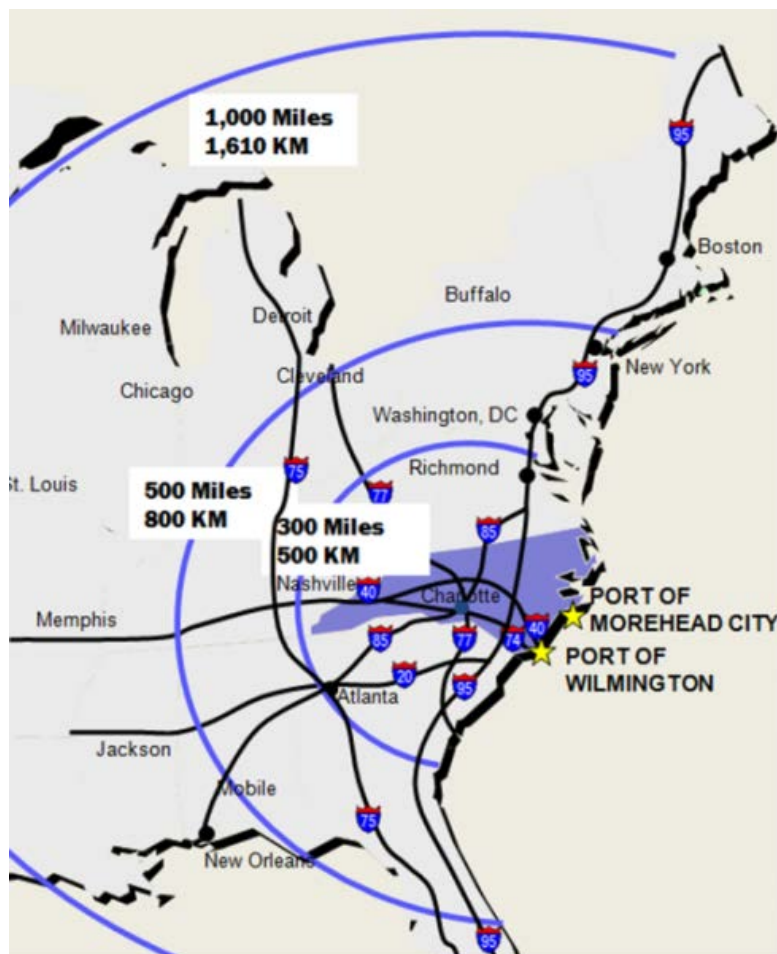 1,000 Miles
1,610 KM
95
Boston
Buffalo
Detroit
Milwaukee
New York
Cleveland
95
Chicago
Washington, DC
Richmond
75
St. Louis
500 Miles
800 KM
77
300 Miles
500 KM
85
Nashville
40
Charlotte
PORT OF
MOREHEAD CITY
Memphis
85
77
74
40
PORT OF
WILMINGTON
20
95
Atlanta
Jackson
Mobile
75
New Orleans
95